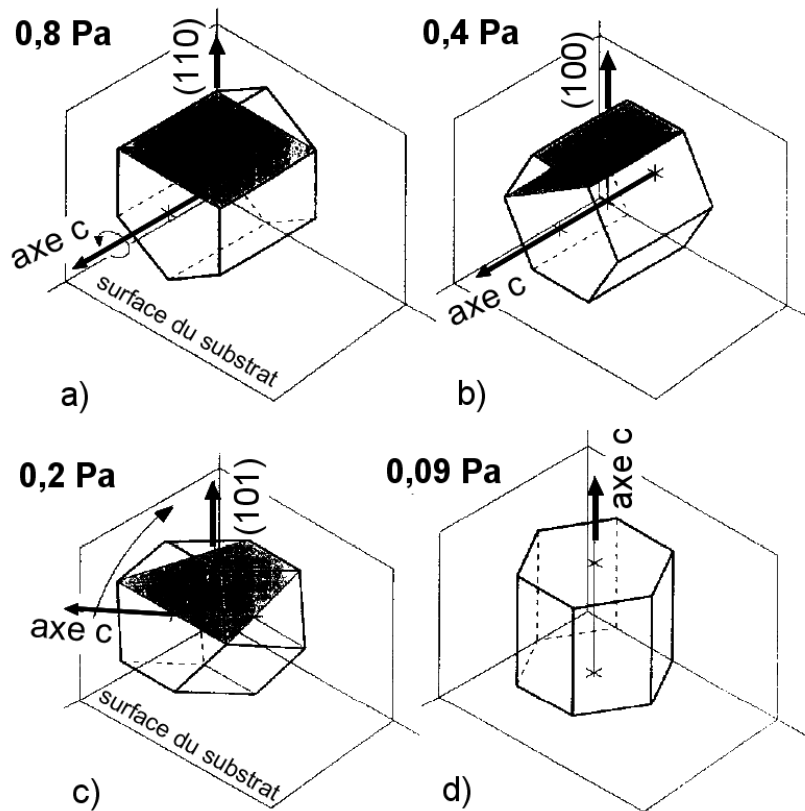 0,8 Pa
(110)
axe c
surface du substrat
a)
0,4 Pa
(100)
axe c
b)
0,2 Pa
(101)
axe c
surface du substrat
c)
0,09 Pa
axe c
d)